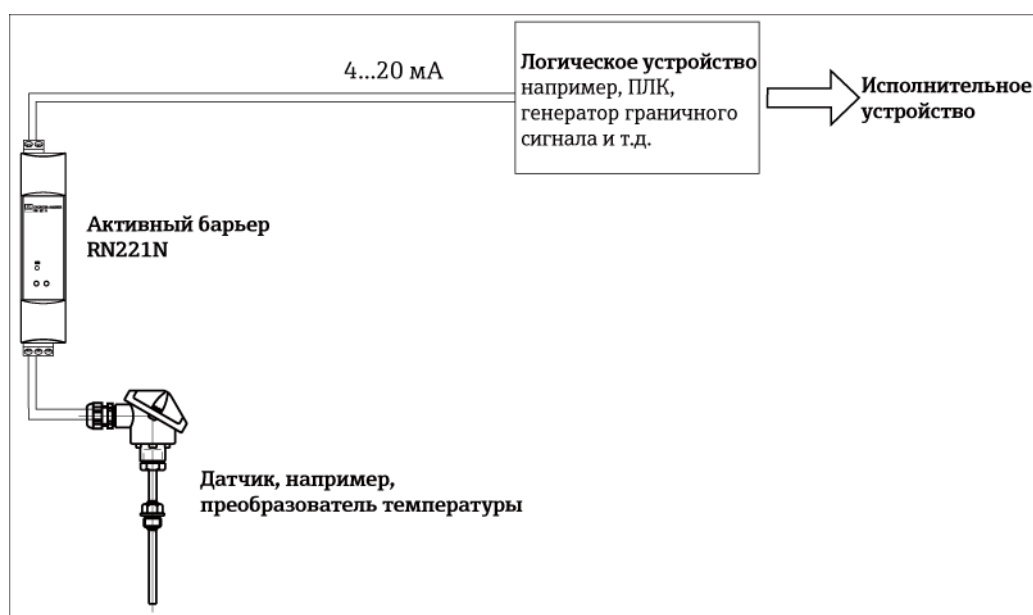 4...20 мА
Логическое устройство
например, ПЛК,
генератор граничного
сигнала и т.д.
Исполнительное
устройство
Активный барьер
RN221N
Датчик, например,
преобразователь температуры